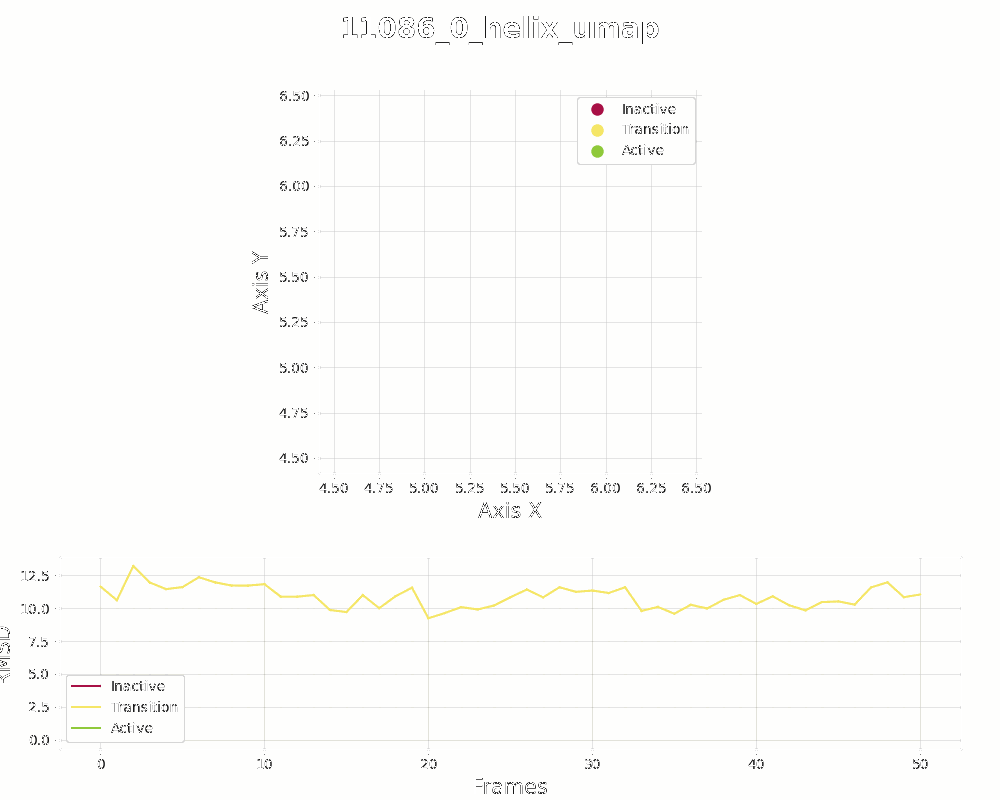 11086_0_helix_umap
6.50
6.25
6.00
5.75
5.50
5.25
5.00
4.75
4.50
Axis Y
Inactive
Transition
Active
4.50 4.75 5.00 5.25 5.50 5.75 6.00 6.25 6.50
Axis X
12.5
10.0
7.5
5.0
2.5
0.0
RMSD
Inactive
Transition
Active
0 10 20 30 40 50
Frames